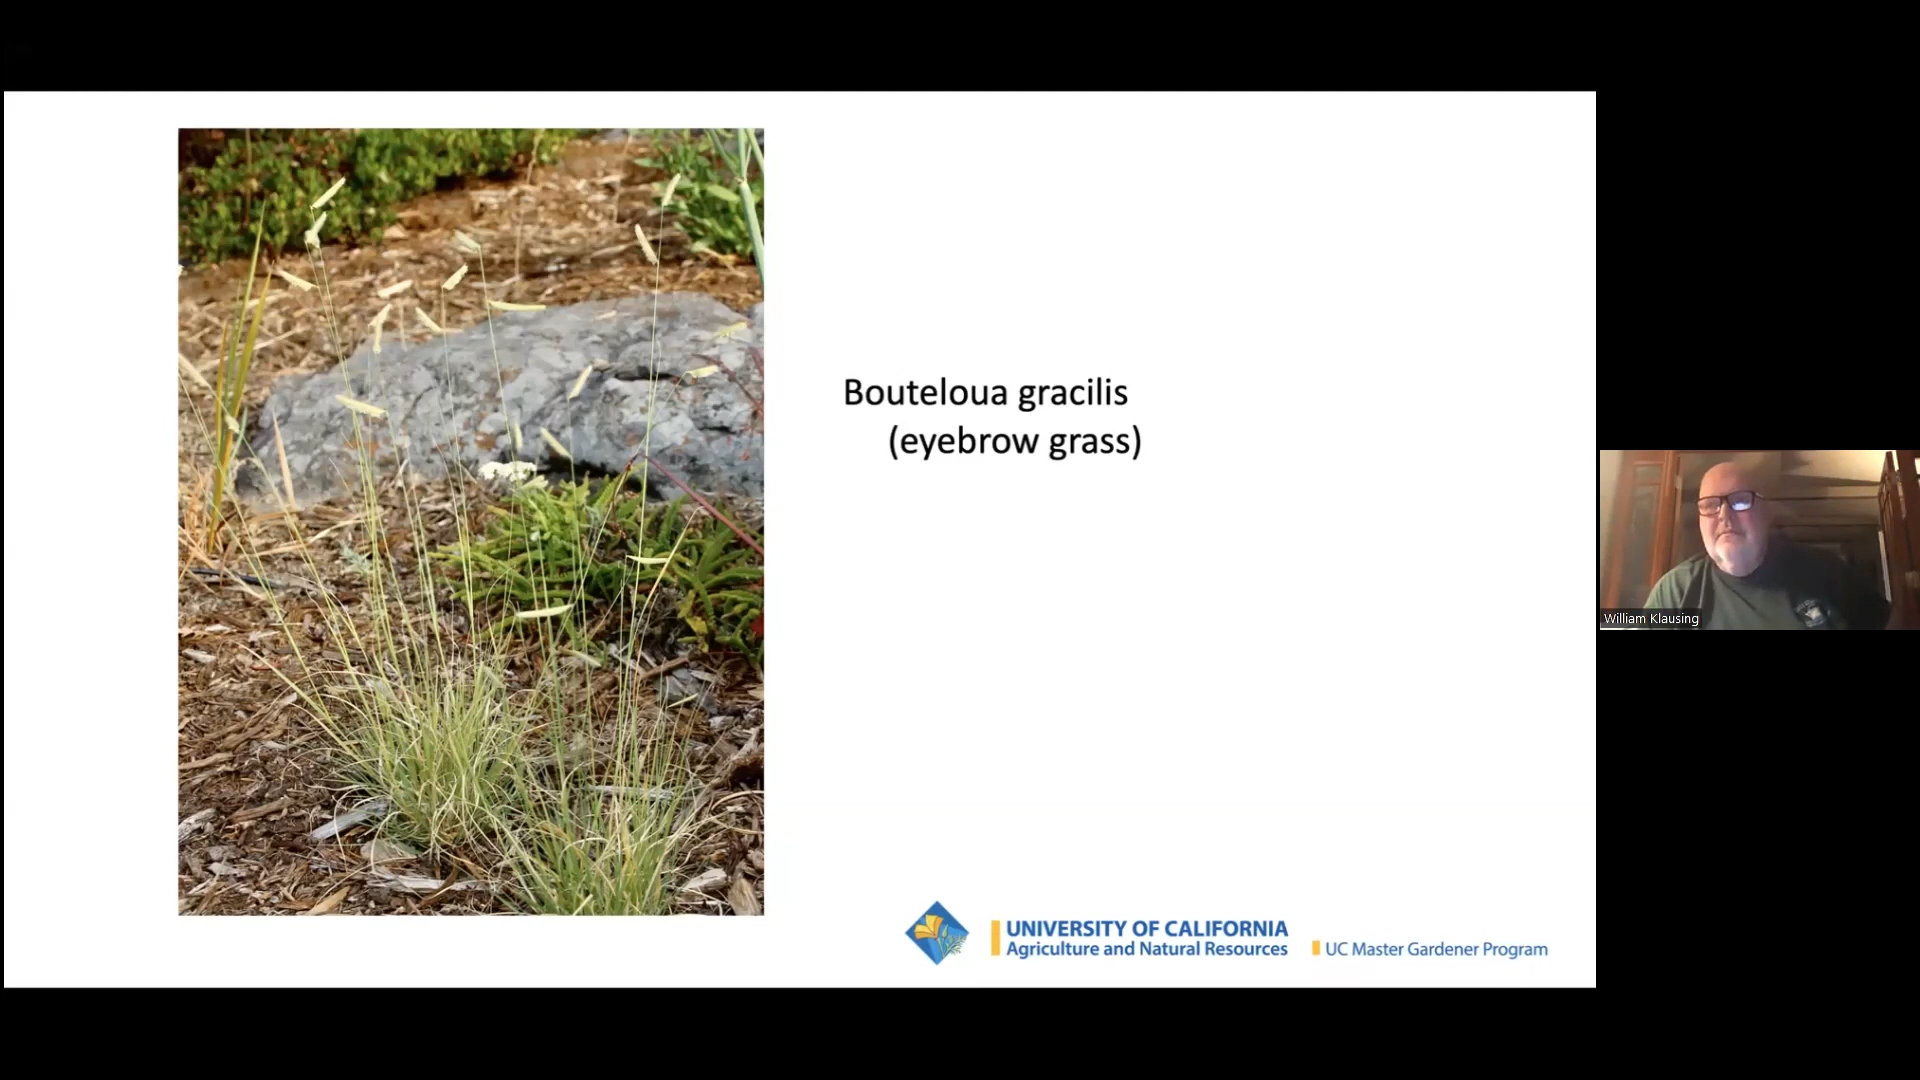 Bouteloua gracilis
(eyebrow grass)
William Klausing
UNIVERSITY OF CALIFORNIA
Agriculture and Natural Resources
UC Master Gardener Program